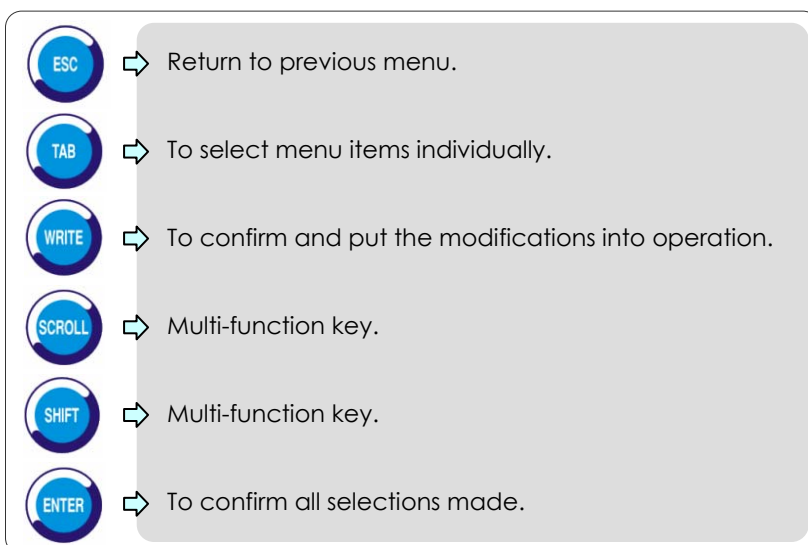 ESC Return to previous menu.
TAB To select menu items individually.
WRITE To confirm and put the modifications into operation.
SCROLL Multi-function key.
SHIFT Multi-function key.
ENTER To confirm all selections made.